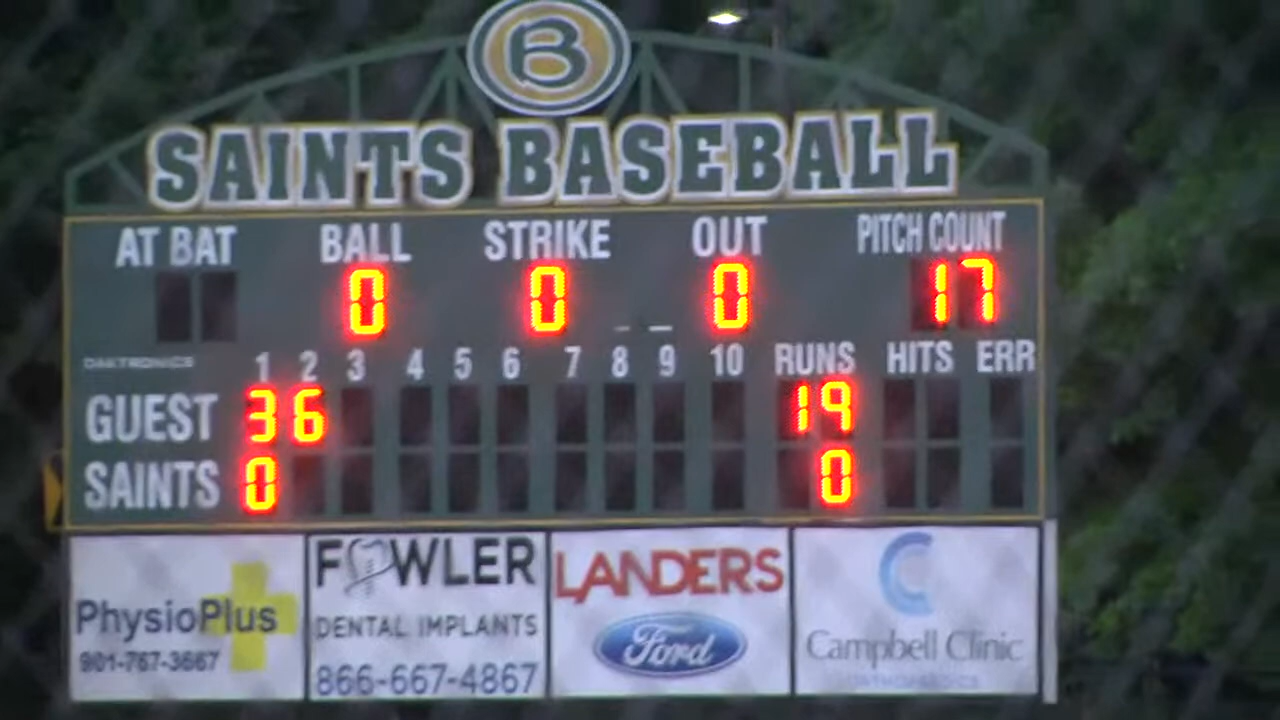 B
SAINTS BASEBALL
AT BAT BALL STRIKE OUT PITCH COUNT
0 0 0 17
DAKTRONICS 1 2 3 4 5 6 7 8 9 10 RUNS HITS ERR
GUEST 3 6 19
SAINTS 0 0
PhysioPlus
901-767-3667
FOWLER
DENTAL IMPLANTS
866-667-4867
LANDERS
Ford
C
Campbell Clinic
ORTHOPAEDICS